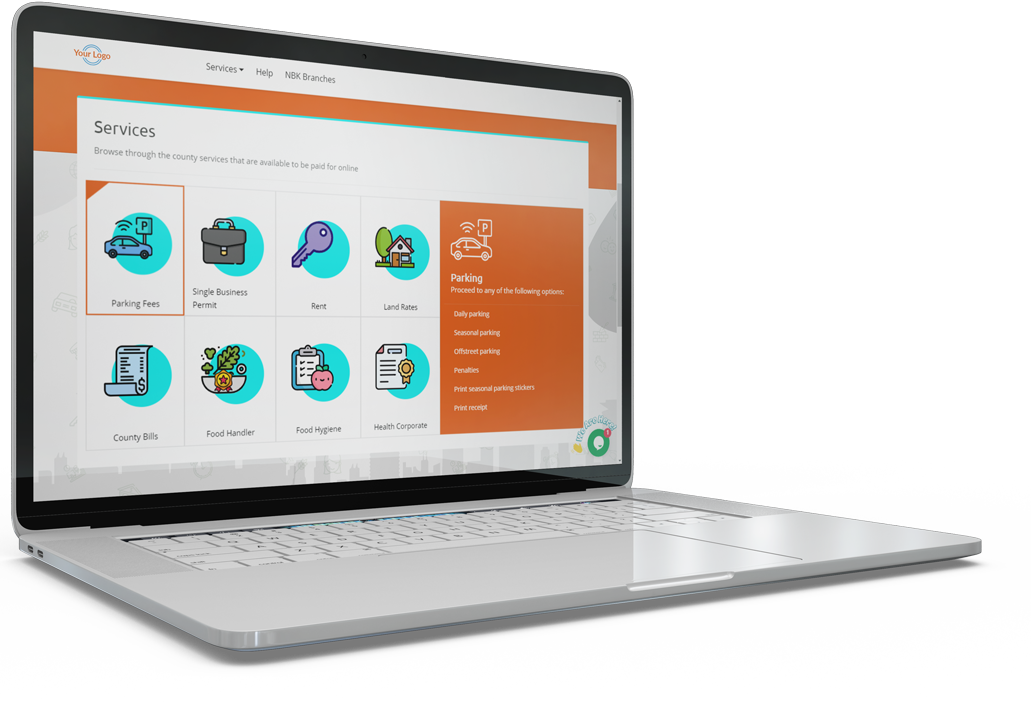 Your Logo
Services
Help
NBK Branches
Services
Browse through the county services that are available to be paid for online
P
Parking Fees
Single Business
Permit
Rent
Land Rates
P
Parking
Proceed to any of the following options:
Daily parking
Seasonal parking
Offstreet parking
Penalties
Print seasonal parking stickers
Print receipt
$
County Bills
Food Handler
Food Hygiene
Health Corporate
We Are Here!
1